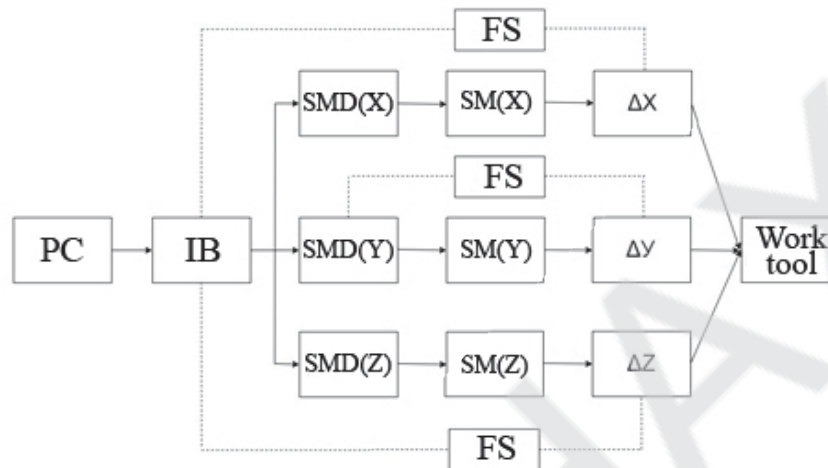 FS
SMD(X)
SM(X)
ΔX
FS
PC
IB
SMD(Y)
SM(Y)
ΔY
Work
tool
SMD(Z)
SM(Z)
ΔZ
FS